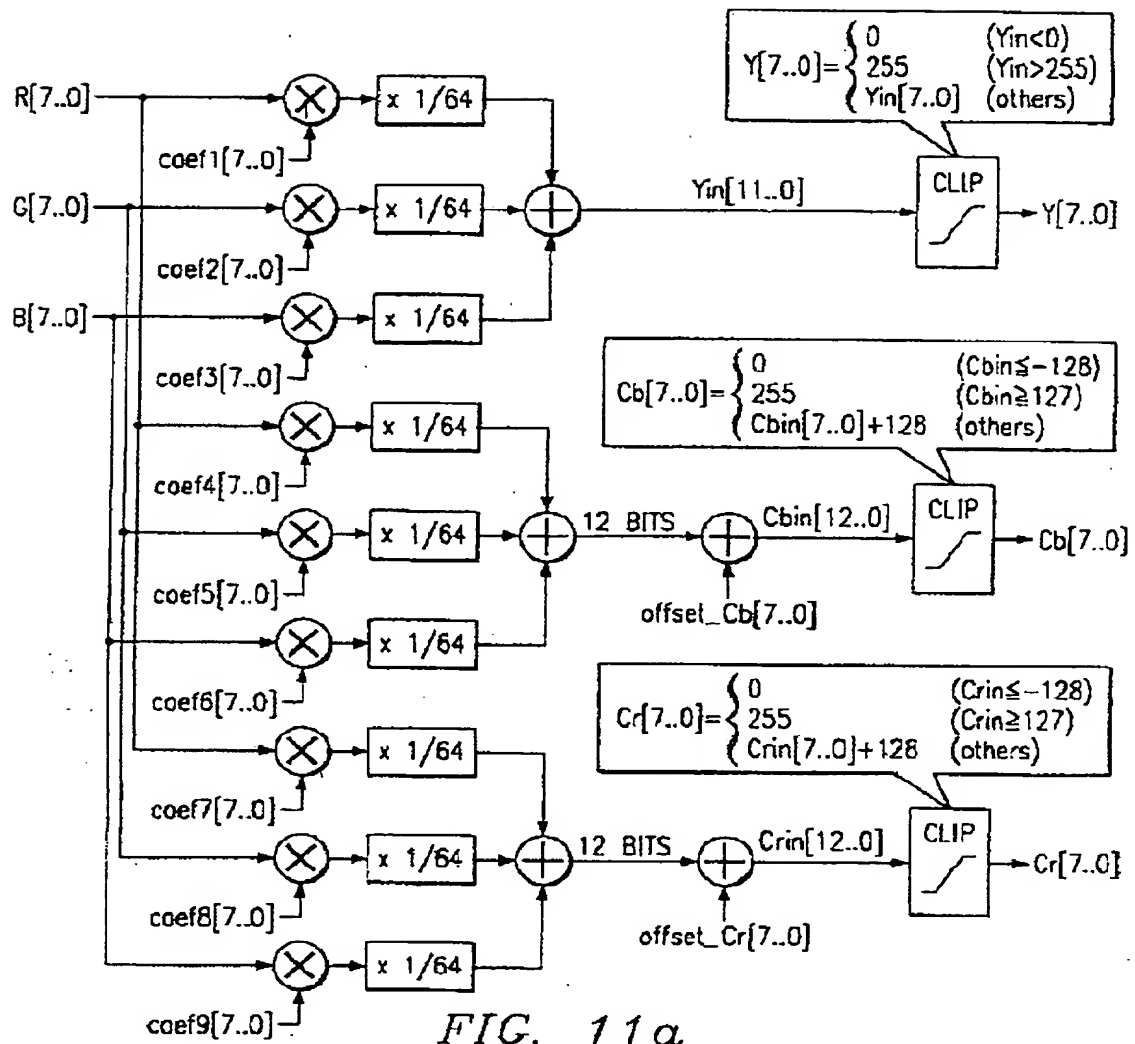 Y[7..0]= { 0 (Yin<0)
255 (Yin>255)
Yin[7..0] (others)
R[7..0]
x 1/64
coef1[7..0]
CLIP
G[7..0]
x 1/64
Yin[11..0]
Y[7..0]
coef2[7..0]
B[7..0]
x 1/64
coef3[7..0]
Cb[7..0]= { 0 (Cbin≦-128)
255 (Cbin≧127)
Cbin[7..0]+128 (others)
x 1/64
coef4[7..0]
CLIP
x 1/64
12 BITS
Cbin[12..0]
Cb[7..0]
coef5[7..0]
offset_Cb[7..0]
x 1/64
coef6[7..0]
Cr[7..0]= { 0 (Crin≦-128)
255 (Crin≧127)
Crin[7..0]+128 (others)
x 1/64
coef7[7..0]
CLIP
x 1/64
12 BITS
Crin[12..0]
Cr[7..0]
coef8[7..0]
offset_Cr[7..0]
x 1/64
coef9[7..0]
FIG. 11a